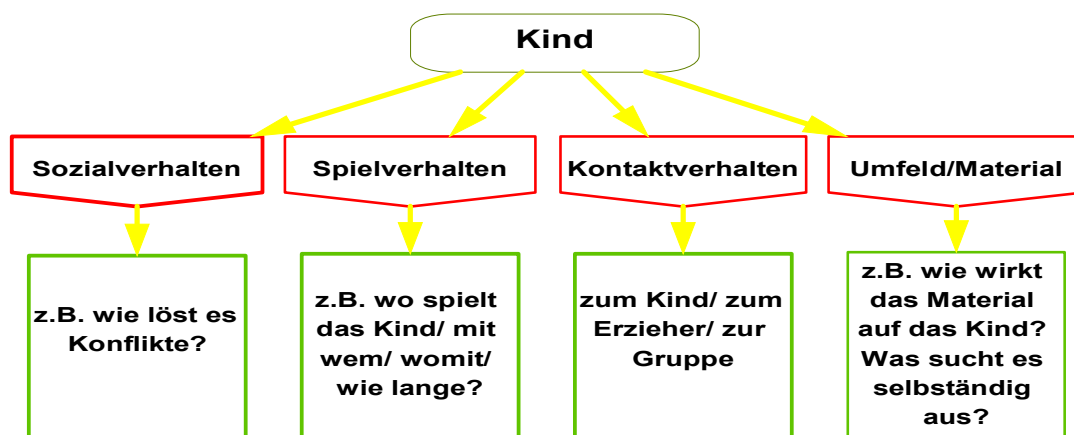 Kind
Sozialverhalten
Spielverhalten
Kontaktverhalten
Umfeld/Material
z.B. wie löst es
Konflikte?
z.B. wo spielt
das Kind/ mit
wem/ womit/
wie lange?
zum Kind/ zum
Erzieher/ zur
Gruppe
z.B. wie wirkt
das Material
auf das Kind?
Was sucht es
selbständig
aus?